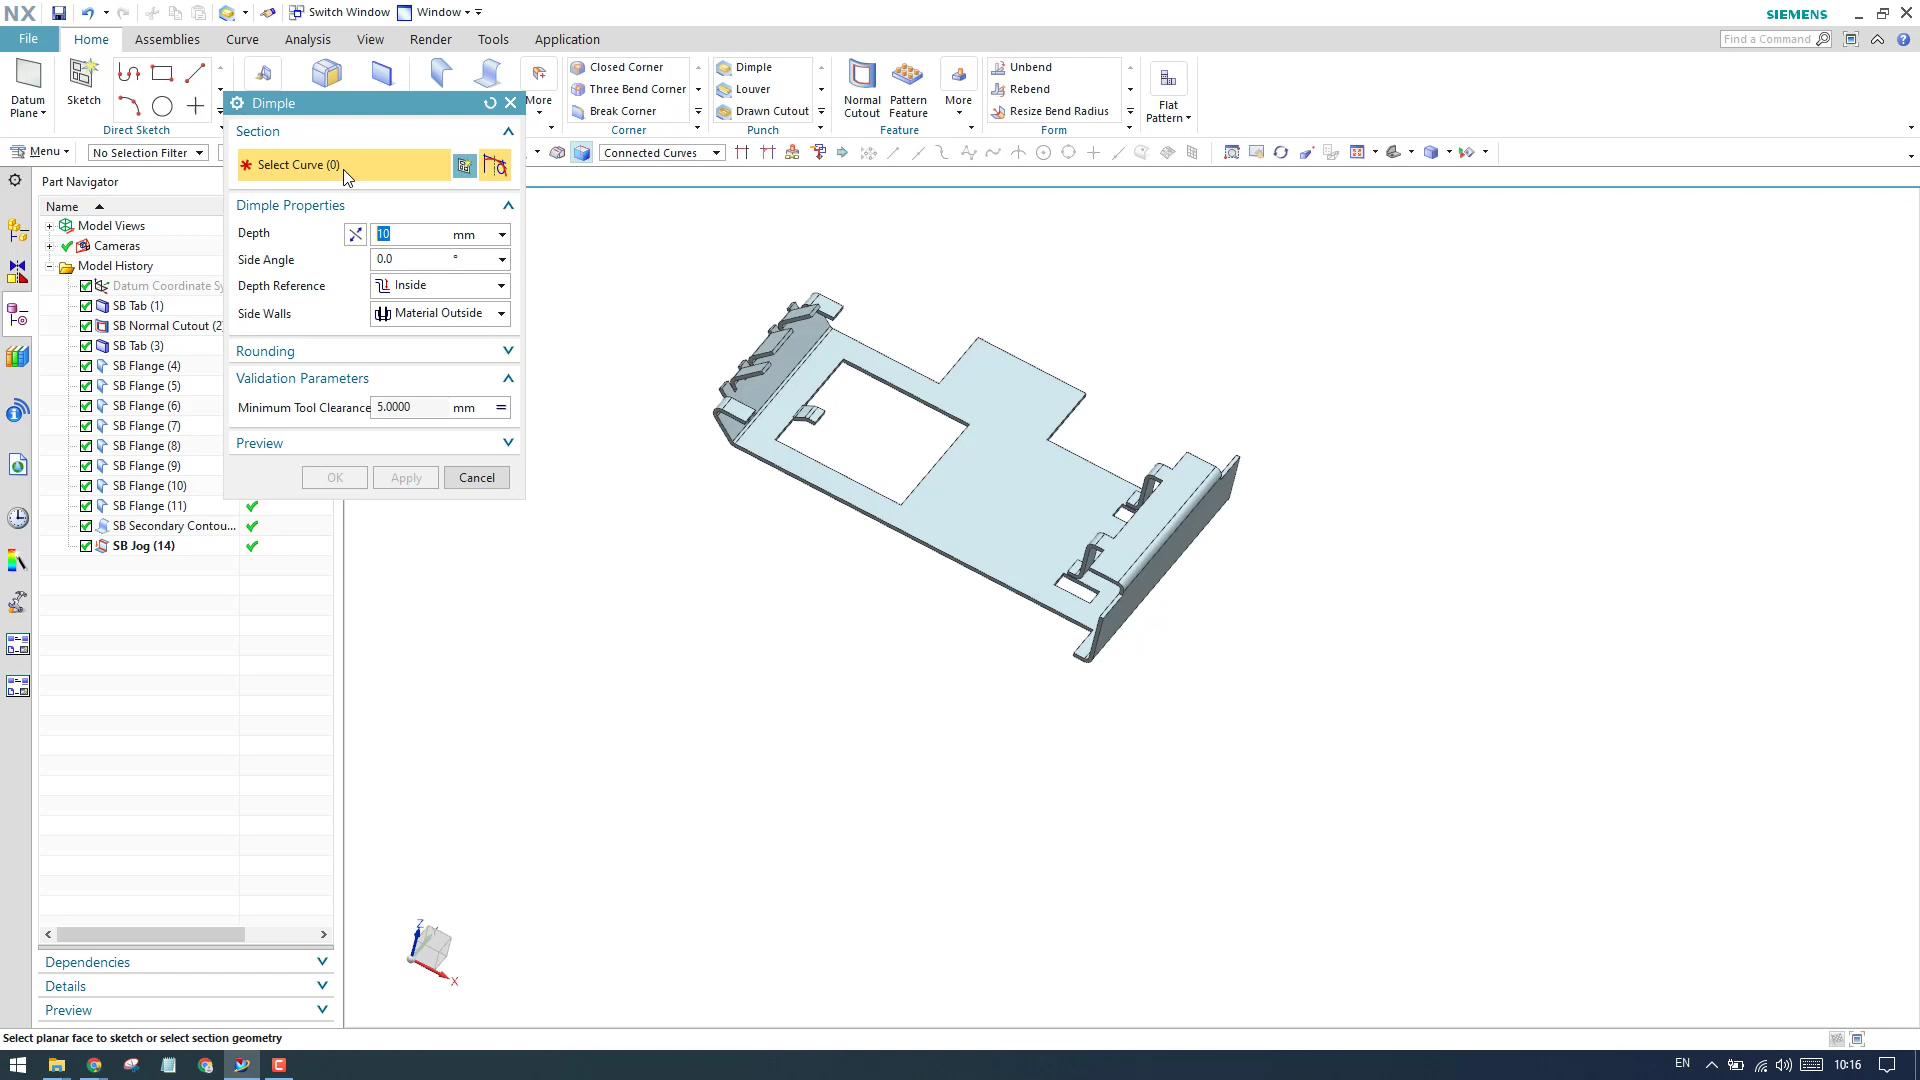 NX
Switch Window
Window
SIEMENS
File
Home
Assemblies
Curve
Analysis
View
Render
Tools
Application
Find a Command
Datum
Plane
Sketch
Direct Sketch
More
Closed Corner
Three Bend Corner
Break Corner
Corner
Dimple
Louver
Drawn Cutout
Punch
Normal
Cutout
Pattern
Feature
More
Feature
Unbend
Rebend
Resize Bend Radius
Form
Flat
Pattern
Menu
No Selection Filter
Connected Curves
Dimple
Section
* Select Curve (0)
Dimple Properties
Depth
10
mm
Side Angle
0.0
°
Depth Reference
Inside
Side Walls
Material Outside
Rounding
Validation Parameters
Minimum Tool Clearance
5.0000
mm
=
Preview
OK
Apply
Cancel
Part Navigator
Name
Model Views
Cameras
Model History
Datum Coordinate Sy
SB Tab (1)
SB Normal Cutout (2
SB Tab (3)
SB Flange (4)
SB Flange (5)
SB Flange (6)
SB Flange (7)
SB Flange (8)
SB Flange (9)
SB Flange (10)
SB Flange (11)
SB Secondary Contou...
SB Jog (14)
Dependencies
Details
Preview
Z
X
Select planar face to sketch or select section geometry
EN
10:16